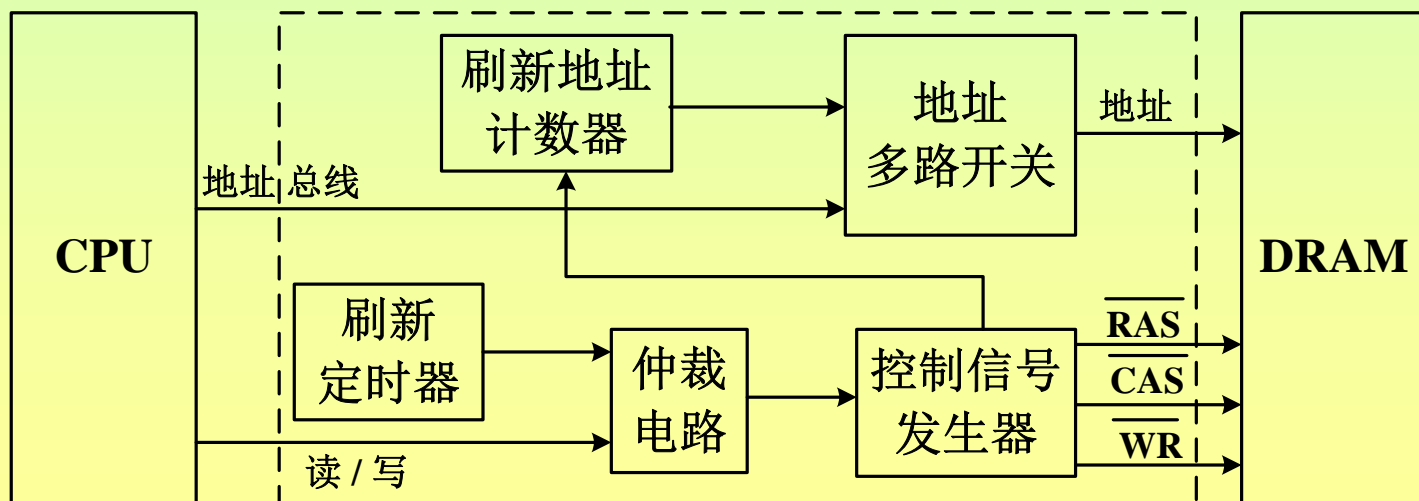 刷新地址
计数器
地址
多路开关
地址
地址总线
CPU
DRAM
刷新
定时器
仲裁
电路
控制信号
发生器
RAS
CAS
WR
读 / 写